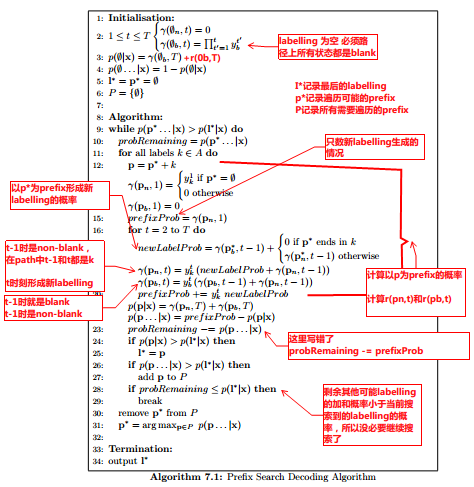 1: Initialisation:
2: 1 ≤ t ≤ T { γ(∅n, t) = 0
γ(∅b, t) = ∏ᵗt'=1 y^t'_b
labelling 为空 必须路
径上所有状态都是blank
3: p(∅|x) = γ(∅b, T) +r(0b,T)
4: p(∅...|x) = 1 − p(∅|x)
5: l* = p* = ∅
6: P = {∅}
l*记录最后的labelling
p*记录遍历可能的prefix
P记录所有需要遍历的prefix
7:
8: Algorithm:
9: while p(p*...|x) > p(l*|x) do
10: probRemaining = p(p*...|x)
11: for all labels k ∈ A do
只数新labelling生成的
情况
12: p = p* + k
γ(pn, 1) = { y^1_k if p* = ∅
0 otherwise
以p*为prefix形成新
labelling的概率
γ(pb, 1) = 0
15: prefixProb = γ(pn, 1)
16: for t = 2 to T do
newLabelProb = γ(p*b, t − 1) + { 0 if p* ends in k
γ(p*n, t − 1) otherwise
t-1时是non-blank，
在path中t-1和t都是k
t时刻形成新labelling
γ(pn, t) = y^t_k (newLabelProb + γ(pn, t − 1))
γ(pb, t) = y^t_b (γ(pb, t − 1) + γ(pn, t − 1))
计算以p为prefix的概率
计算r(pn,t)和r(pb,t)
t-1时就是blank
t-1时是non-blank
20: prefixProb += y^t_k newLabelProb
p(p|x) = γ(pn, T) + γ(pb, T)
p(p...|x) = prefixProb − p(p|x)
23: probRemaining −= p(p...|x)
这里写错了
probRemaining -= prefixProb
24: if p(p|x) > p(l*|x) then
25: l* = p
26: if p(p...|x) > p(l*|x) then
27: add p to P
28: if probRemaining ≤ p(l*|x) then
29: break
剩余其他可能labelling
的加和概率小于当前搜
索到的labelling的概
率，所以没必要继续搜
索了
30: remove p* from P
31: p* = arg max p∈P p(p...|x)
32:
33: Termination:
34: output l*
Algorithm 7.1: Prefix Search Decoding Algorithm